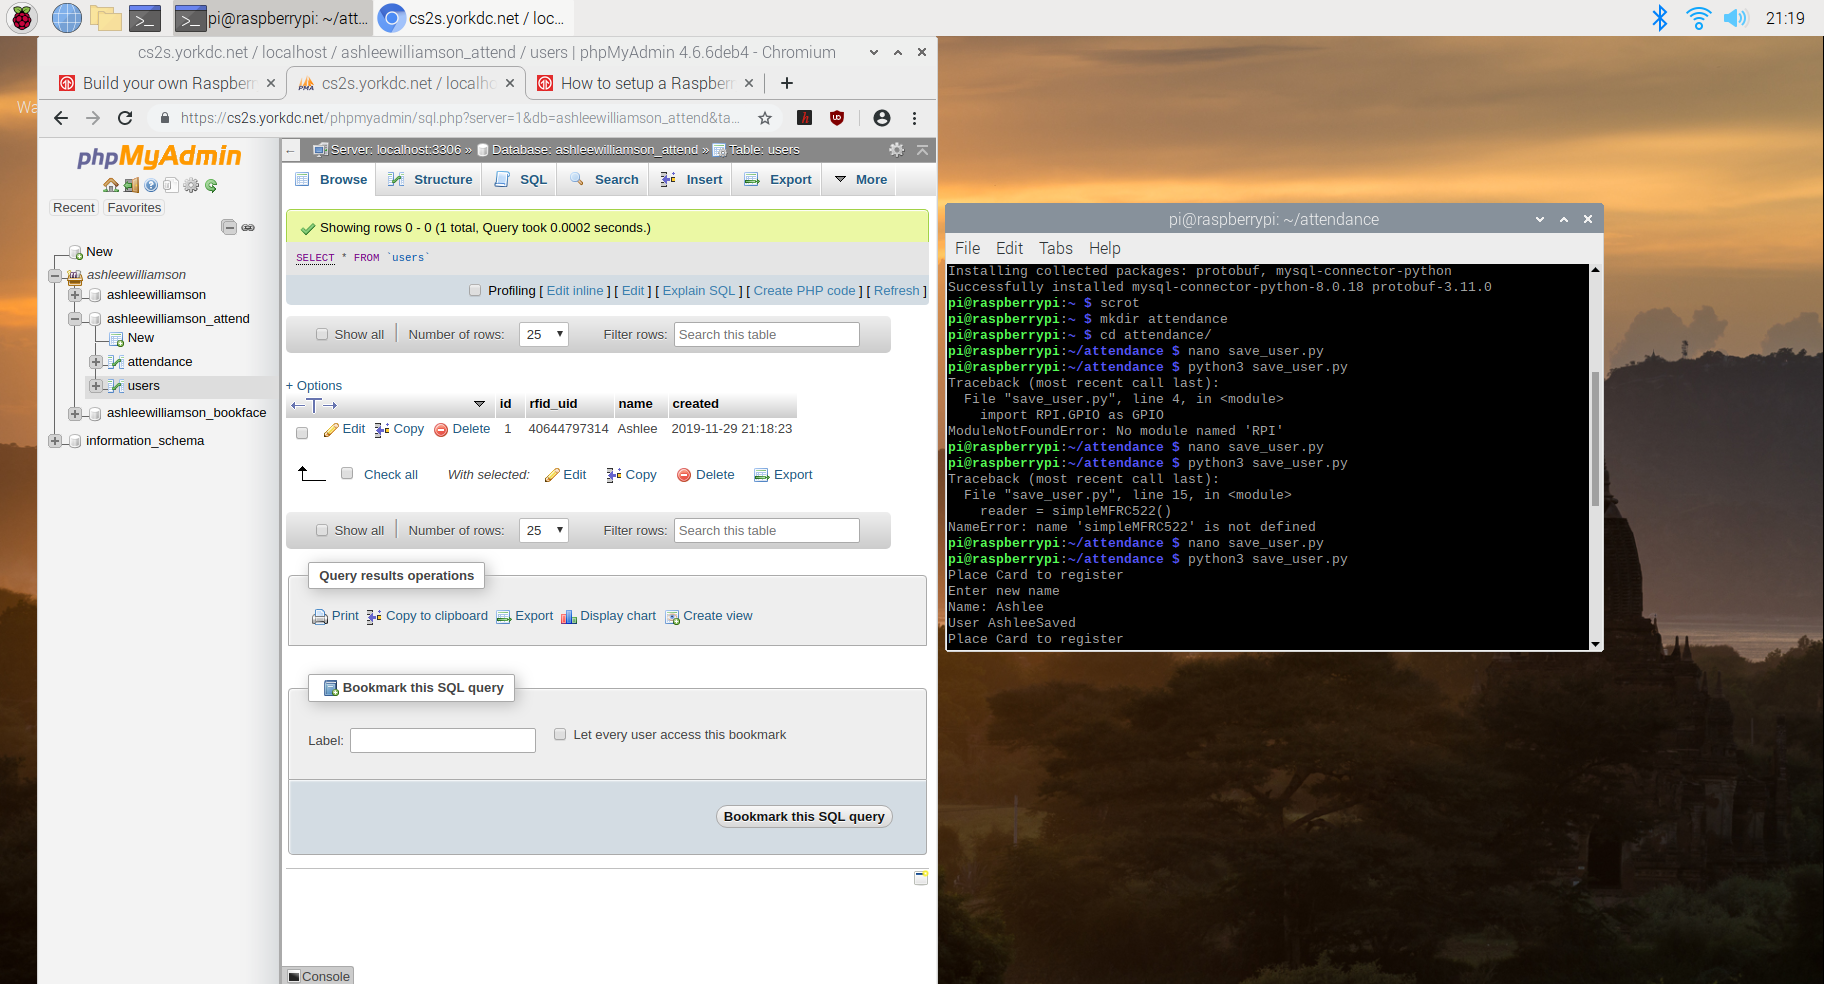 pi@raspberrypi: ~/att...
cs2s.yorkdc.net / loc...
21:19
Wa
cs2s.yorkdc.net / localhost / ashleewilliamson_attend / users | phpMyAdmin 4.6.6deb4 - Chromium
Build your own Raspberr
cs2s.yorkdc.net / localho
How to setup a Raspberr
https://cs2s.yorkdc.net/phpmyadmin/sql.php?server=1&db=ashleewilliamson_attend&ta...
phpMyAdmin
Recent
Favorites
New
ashleewilliamson
ashleewilliamson
ashleewilliamson_attend
New
attendance
users
ashleewilliamson_bookface
information_schema
Server: localhost:3306 » Database: ashleewilliamson_attend » Table: users
Browse Structure SQL Search Insert Export More
Showing rows 0 - 0 (1 total, Query took 0.0002 seconds.)
SELECT * FROM `users`
Profiling [ Edit inline ] [ Edit ] [ Explain SQL ] [ Create PHP code ] [ Refresh ]
Show all Number of rows: 25 Filter rows: Search this table
+ Options
id rfid_uid name created
Edit Copy Delete 1 40644797314 Ashlee 2019-11-29 21:18:23
Check all With selected: Edit Copy Delete Export
Show all Number of rows: 25 Filter rows: Search this table
Query results operations
Print Copy to clipboard Export Display chart Create view
Bookmark this SQL query
Label: Let every user access this bookmark
Bookmark this SQL query
Console
pi@raspberrypi: ~/attendance
File Edit Tabs Help
Installing collected packages: protobuf, mysql-connector-python
Successfully installed mysql-connector-python-8.0.18 protobuf-3.11.0
pi@raspberrypi:~ $ scrot
pi@raspberrypi:~ $ mkdir attendance
pi@raspberrypi:~ $ cd attendance/
pi@raspberrypi:~/attendance $ nano save_user.py
pi@raspberrypi:~/attendance $ python3 save_user.py
Traceback (most recent call last):
  File "save_user.py", line 4, in <module>
    import RPI.GPIO as GPIO
ModuleNotFoundError: No module named 'RPI'
pi@raspberrypi:~/attendance $ nano save_user.py
pi@raspberrypi:~/attendance $ python3 save_user.py
Traceback (most recent call last):
  File "save_user.py", line 15, in <module>
    reader = simpleMFRC522()
NameError: name 'simpleMFRC522' is not defined
pi@raspberrypi:~/attendance $ nano save_user.py
pi@raspberrypi:~/attendance $ python3 save_user.py
Place Card to register
Enter new name
Name: Ashlee
User AshleeSaved
Place Card to register